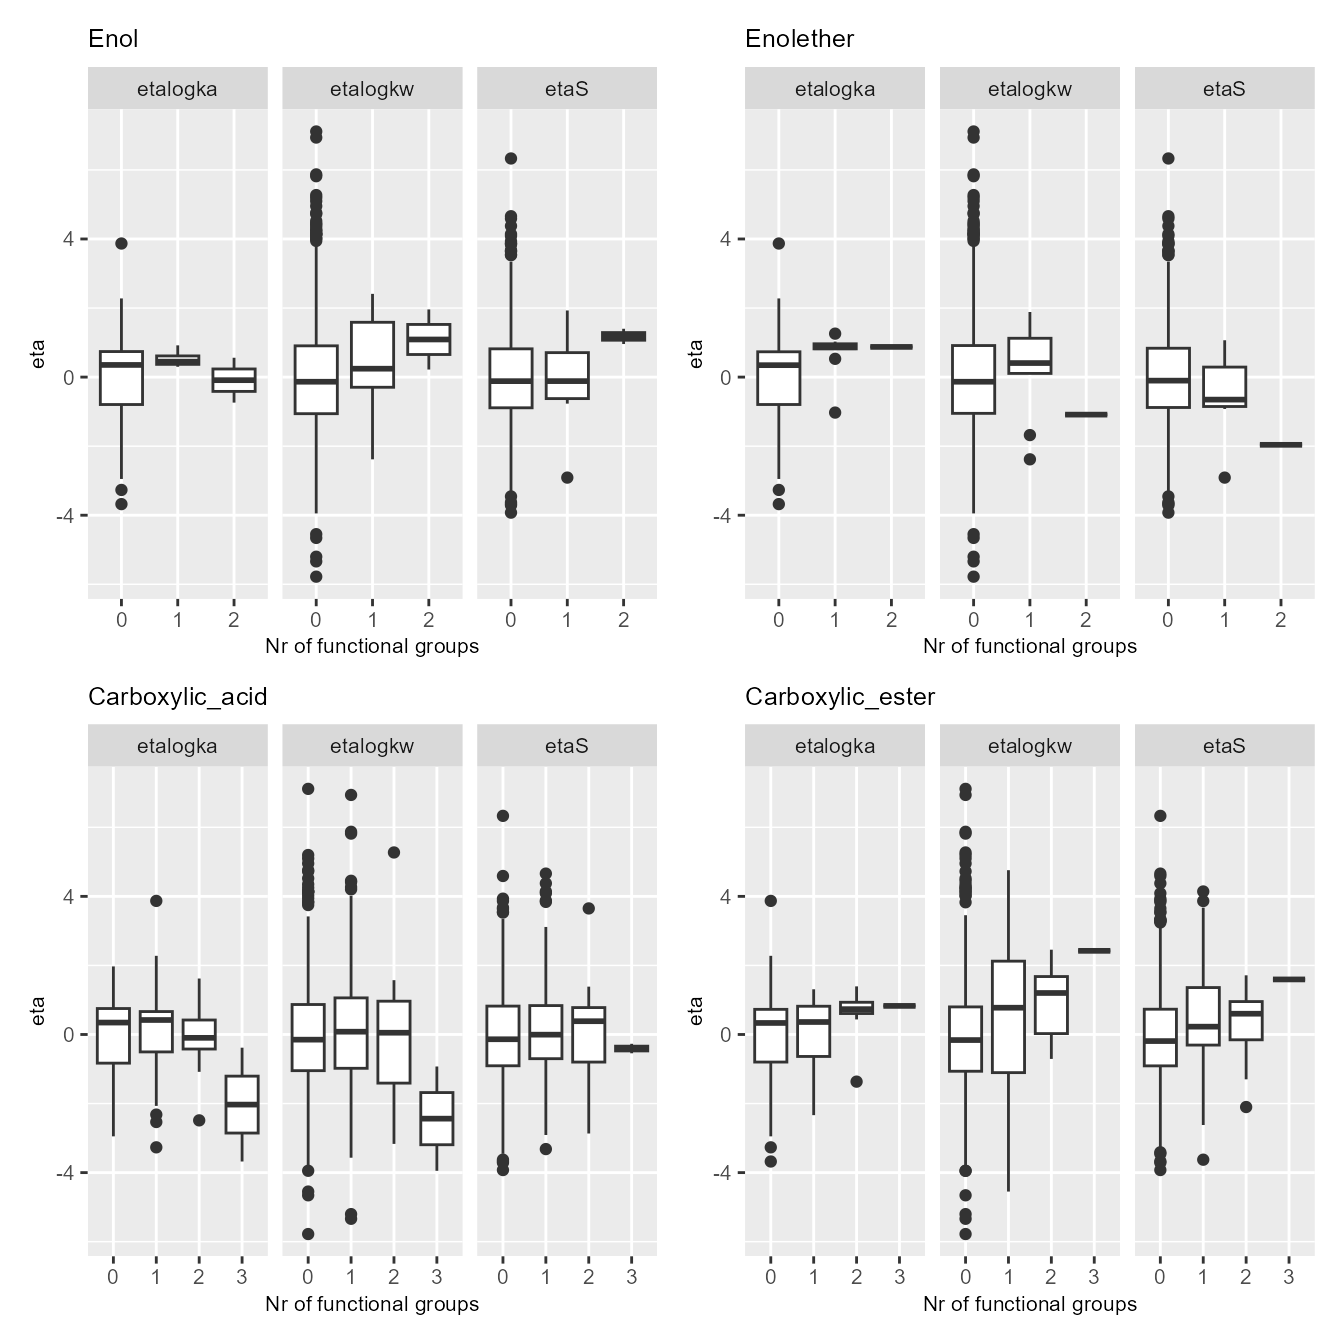 Enol
etalogka etalogkw etaS
eta
4
0
-4
0 1 2 0 1 2 0 1 2
Nr of functional groups
Enolether
etalogka etalogkw etaS
eta
4
0
-4
0 1 2 0 1 2 0 1 2
Nr of functional groups
Carboxylic_acid
etalogka etalogkw etaS
eta
4
0
-4
0 1 2 3 0 1 2 3 0 1 2 3
Nr of functional groups
Carboxylic_ester
etalogka etalogkw etaS
eta
4
0
-4
0 1 2 3 0 1 2 3 0 1 2 3
Nr of functional groups